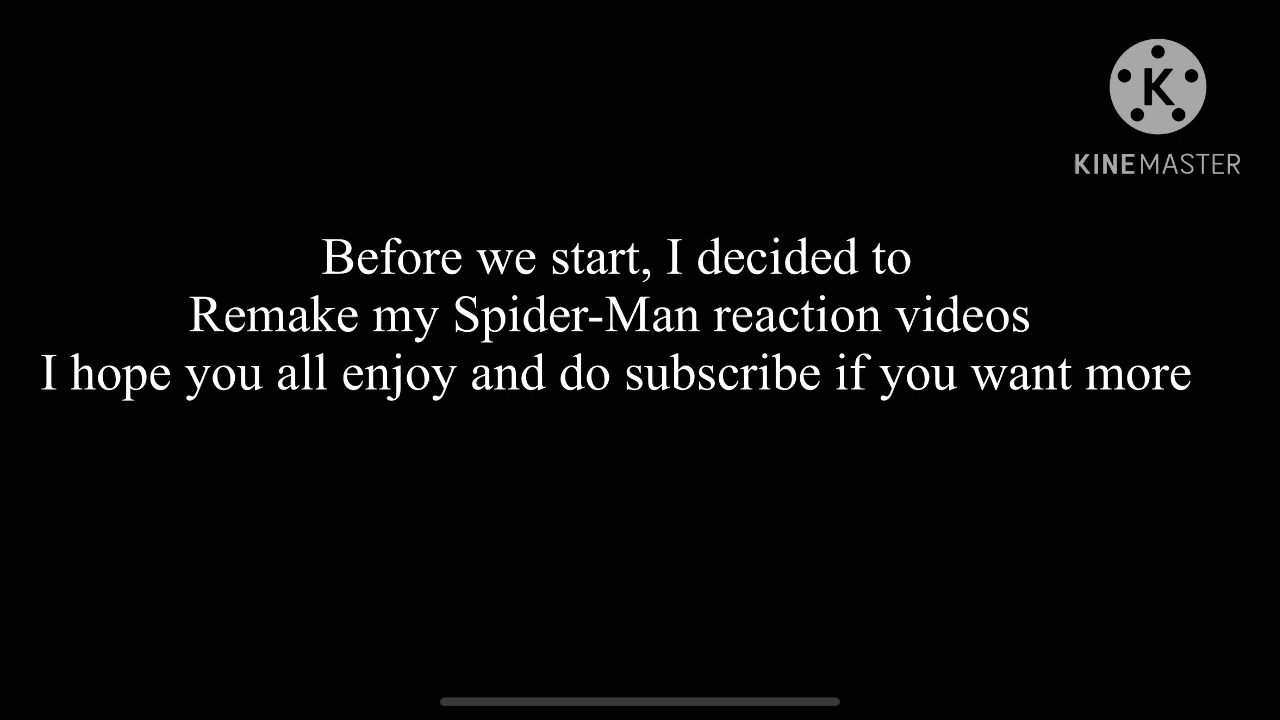 K
KINEMASTER
Before we start, I decided to
Remake my Spider-Man reaction videos
I hope you all enjoy and do subscribe if you want more